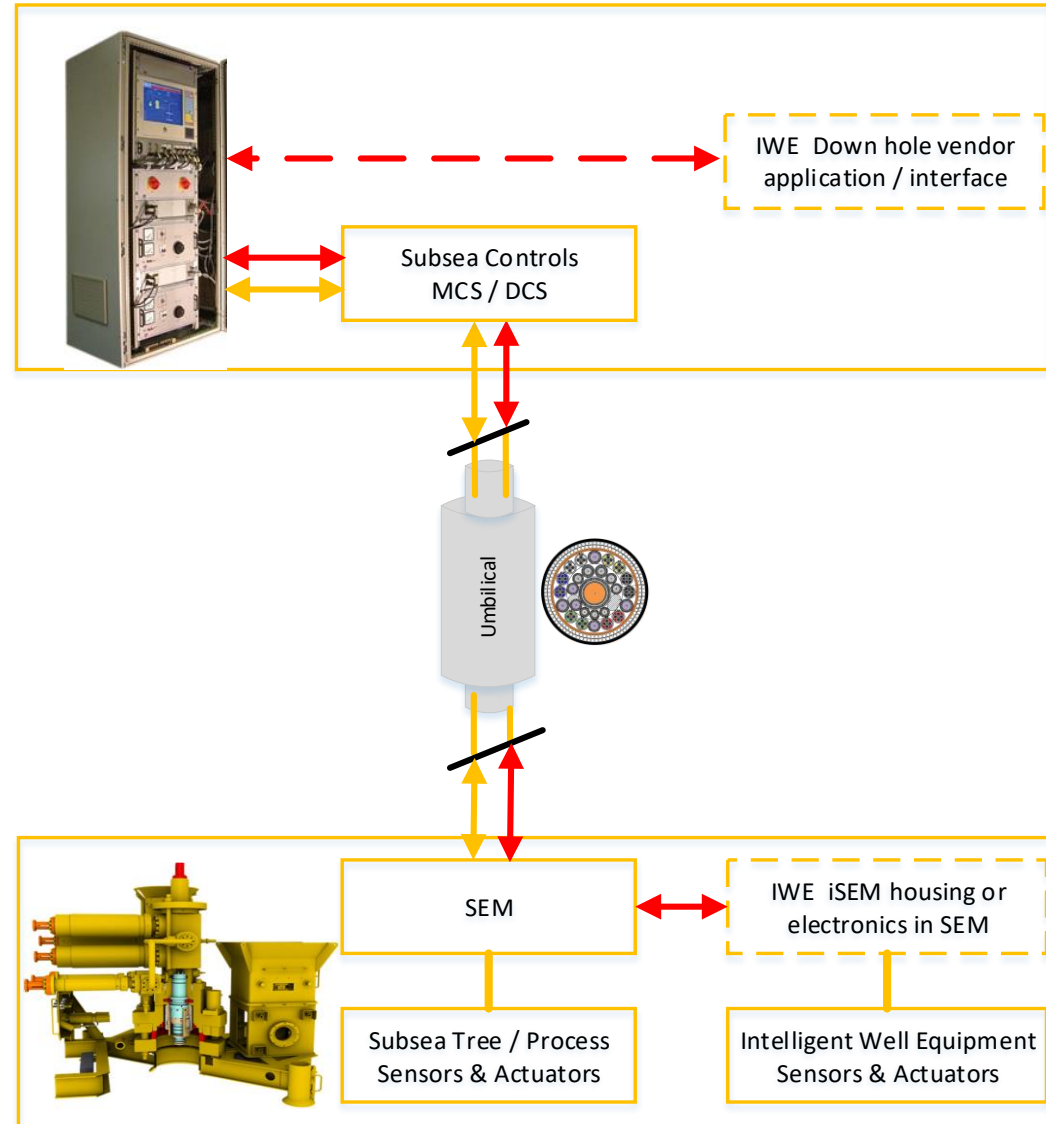 IWE Down hole vendor
application / interface
Subsea Controls
MCS / DCS
Umbilical
SEM
IWE iSEM housing or
electronics in SEM
Subsea Tree / Process
Sensors & Actuators
Intelligent Well Equipment
Sensors & Actuators